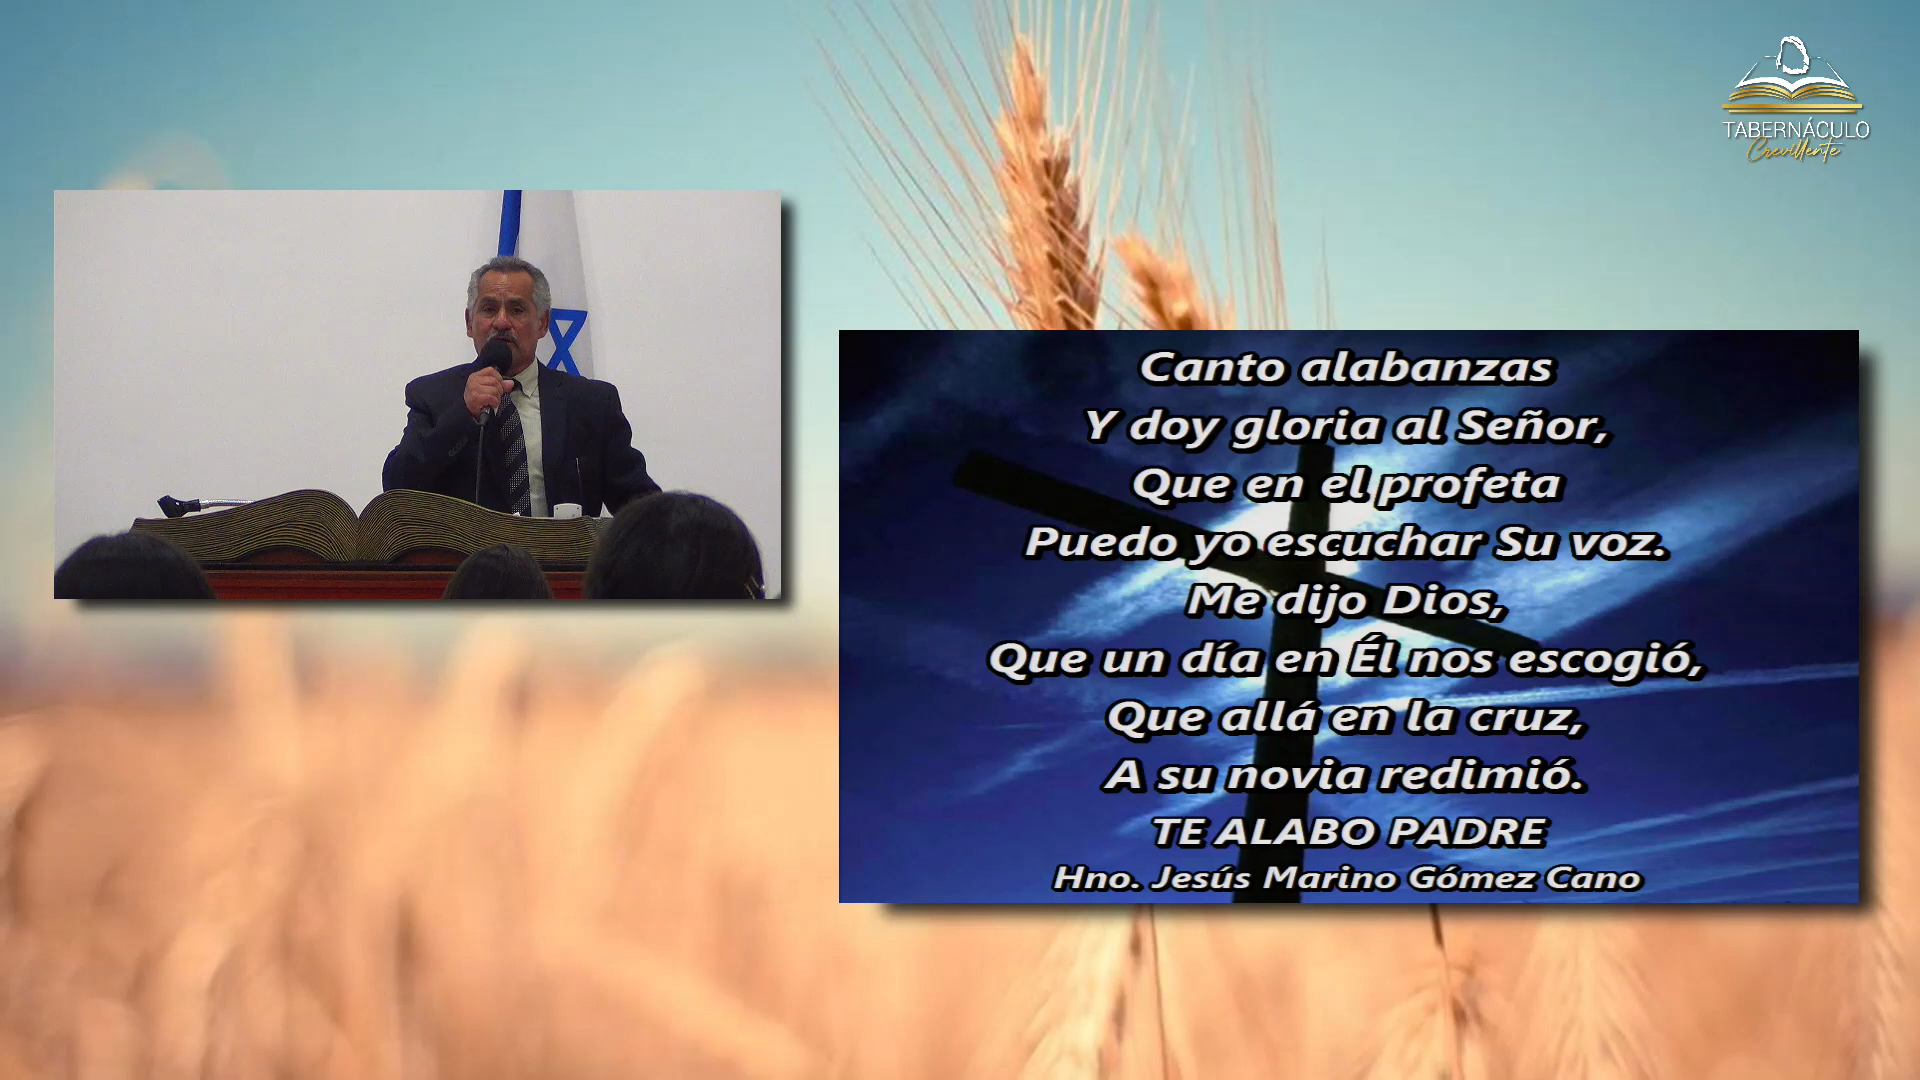 TABERNÁCULO
Crevillente
Canto alabanzas
Y doy gloria al Señor,
Que en el profeta
Puedo yo escuchar Su voz.
Me dijo Dios,
Que un día en Él nos escogió,
Que allá en la cruz,
A su novia redimió.
TE ALABO PADRE
Hno. Jesús Marino Gómez Cano